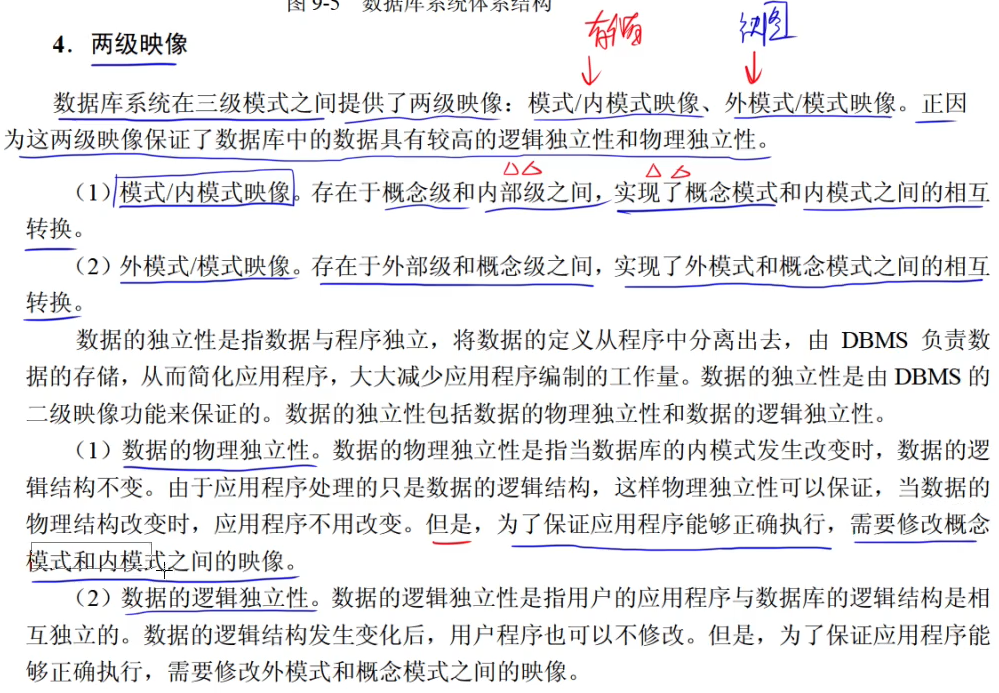 图 9-5 数据库系统体系结构
4．两级映像
视图
数据库系统在三级模式之间提供了两级映像：模式/内模式映像、外模式/模式映像。正因
为这两级映像保证了数据库中的数据具有较高的逻辑独立性和物理独立性。
（1）模式/内模式映像。存在于概念级和内部级之间，实现了概念模式和内模式之间的相互
转换。
（2）外模式/模式映像。存在于外部级和概念级之间，实现了外模式和概念模式之间的相互
转换。
数据的独立性是指数据与程序独立，将数据的定义从程序中分离出去，由 DBMS 负责数
据的存储，从而简化应用程序，大大减少应用程序编制的工作量。数据的独立性是由 DBMS 的
二级映像功能来保证的。数据的独立性包括数据的物理独立性和数据的逻辑独立性。
（1）数据的物理独立性。数据的物理独立性是指当数据库的内模式发生改变时，数据的逻
辑结构不变。由于应用程序处理的只是数据的逻辑结构，这样物理独立性可以保证，当数据的
物理结构改变时，应用程序不用改变。但是，为了保证应用程序能够正确执行，需要修改概念
模式和内模式之间的映像。
（2）数据的逻辑独立性。数据的逻辑独立性是指用户的应用程序与数据库的逻辑结构是相
互独立的。数据的逻辑结构发生变化后，用户程序也可以不修改。但是，为了保证应用程序能
够正确执行，需要修改外模式和概念模式之间的映像。